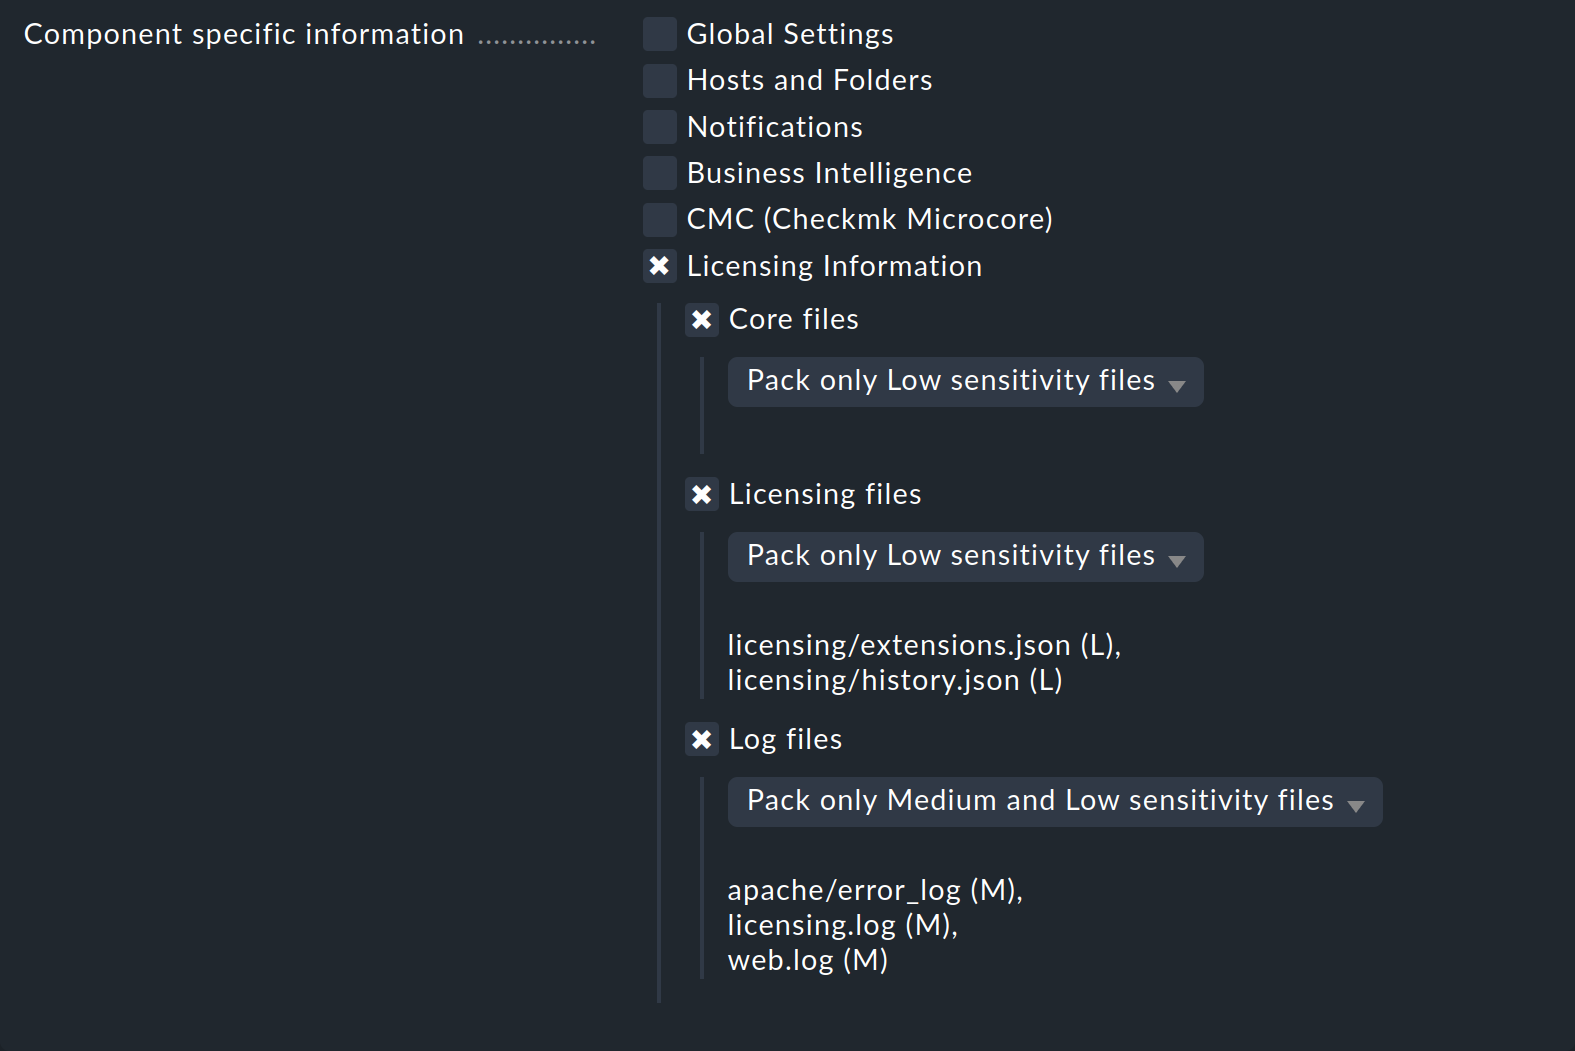 Component specific information ...............
Global Settings
Hosts and Folders
Notifications
Business Intelligence
CMC (Checkmk Microcore)
Licensing Information
Core files
Pack only Low sensitivity files
Licensing files
Pack only Low sensitivity files
licensing/extensions.json (L),
licensing/history.json (L)
Log files
Pack only Medium and Low sensitivity files
apache/error_log (M),
licensing.log (M),
web.log (M)